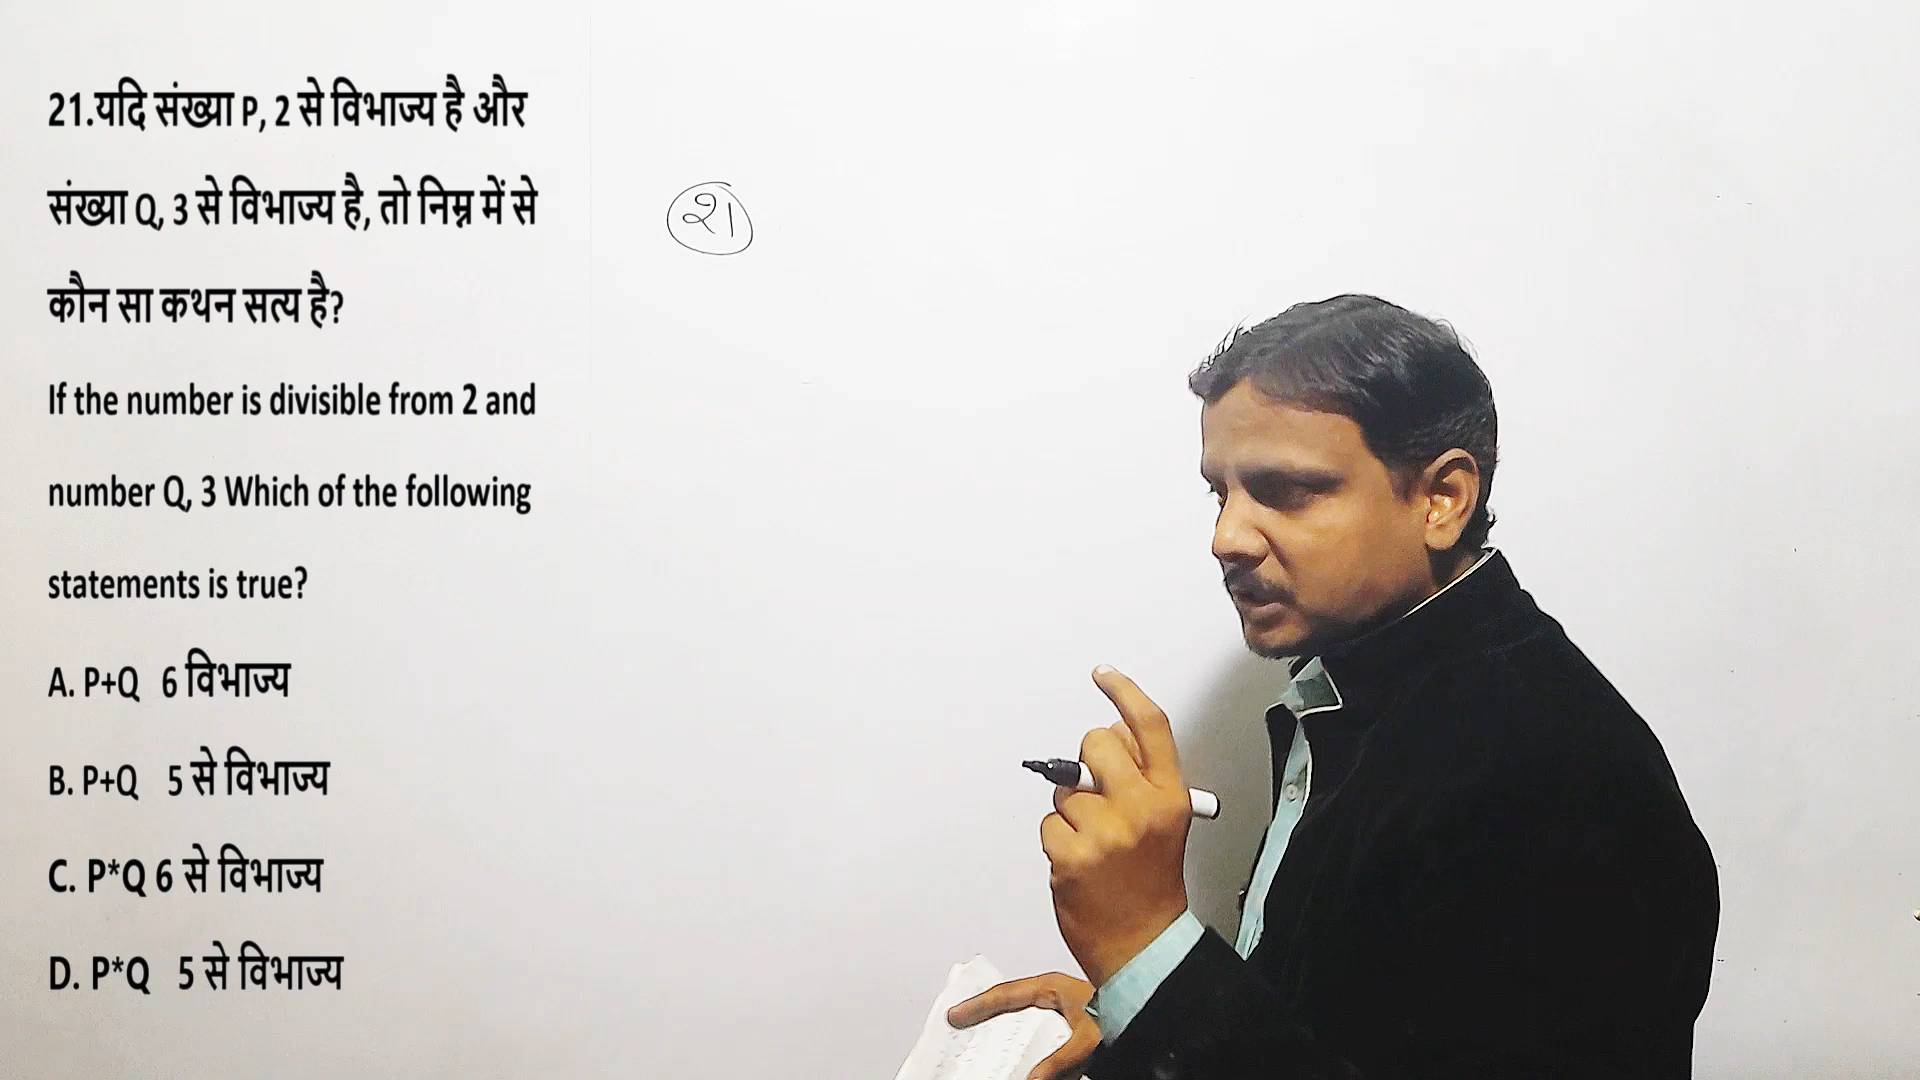 21.यदि संख्या P, 2 से विभाज्य है और
संख्या Q, 3 से विभाज्य है, तो निम्न में से
कौन सा कथन सत्य है?
If the number is divisible from 2 and
number Q, 3 Which of the following
statements is true?
A. P+Q 6 विभाज्य
B. P+Q 5 से विभाज्य
C. P*Q 6 से विभाज्य
D. P*Q 5 से विभाज्य
२१